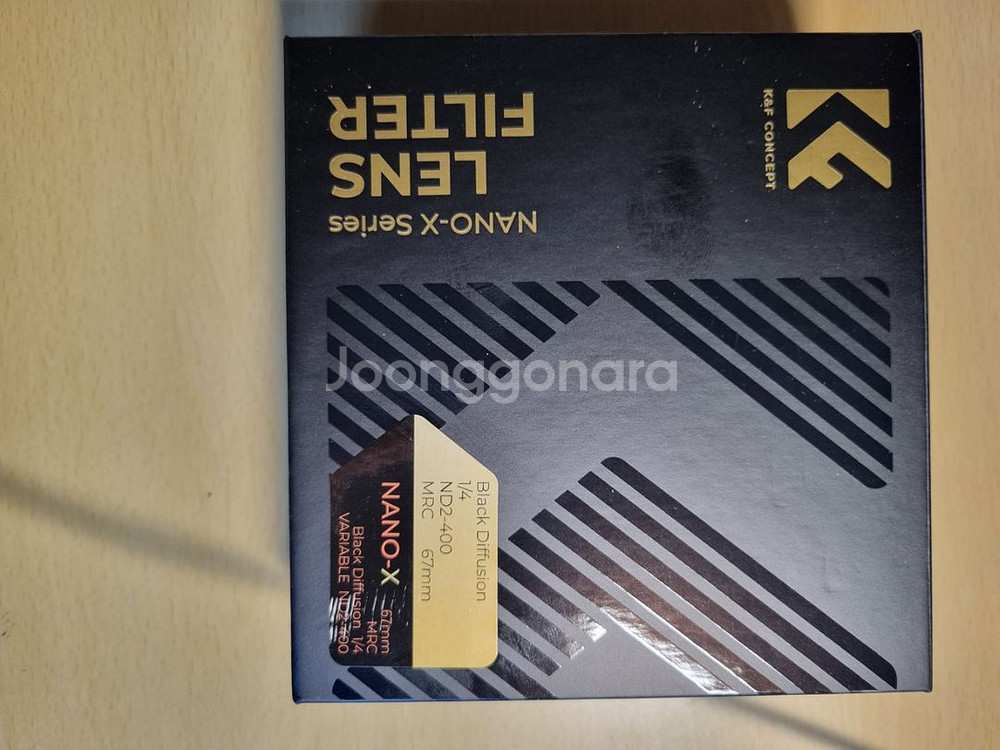 K&F CONCEPT
NANO-X Series
LENS
FILTER
Joonggonara
Black Diffusion
1/4
ND2-400
MRC 67mm
NANO-X
67mm
MRC
Black Diffusion 1/4
VARIABLE ND2-400